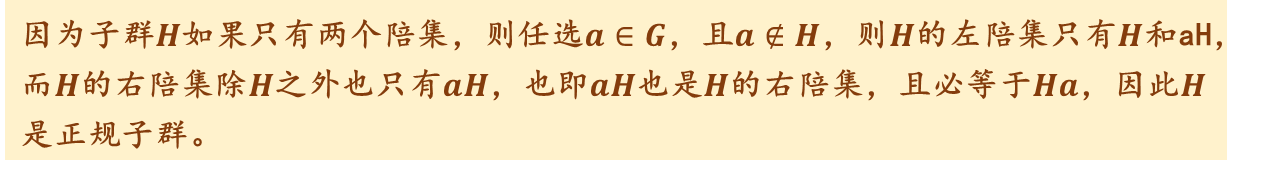 因为子群H如果只有两个陪集，则任选a ∈ G，且a ∉ H，则H的左陪集只有H和aH，
而H的右陪集除H之外也只有aH，也即aH也是H的右陪集，且必等于Ha，因此H
是正规子群。